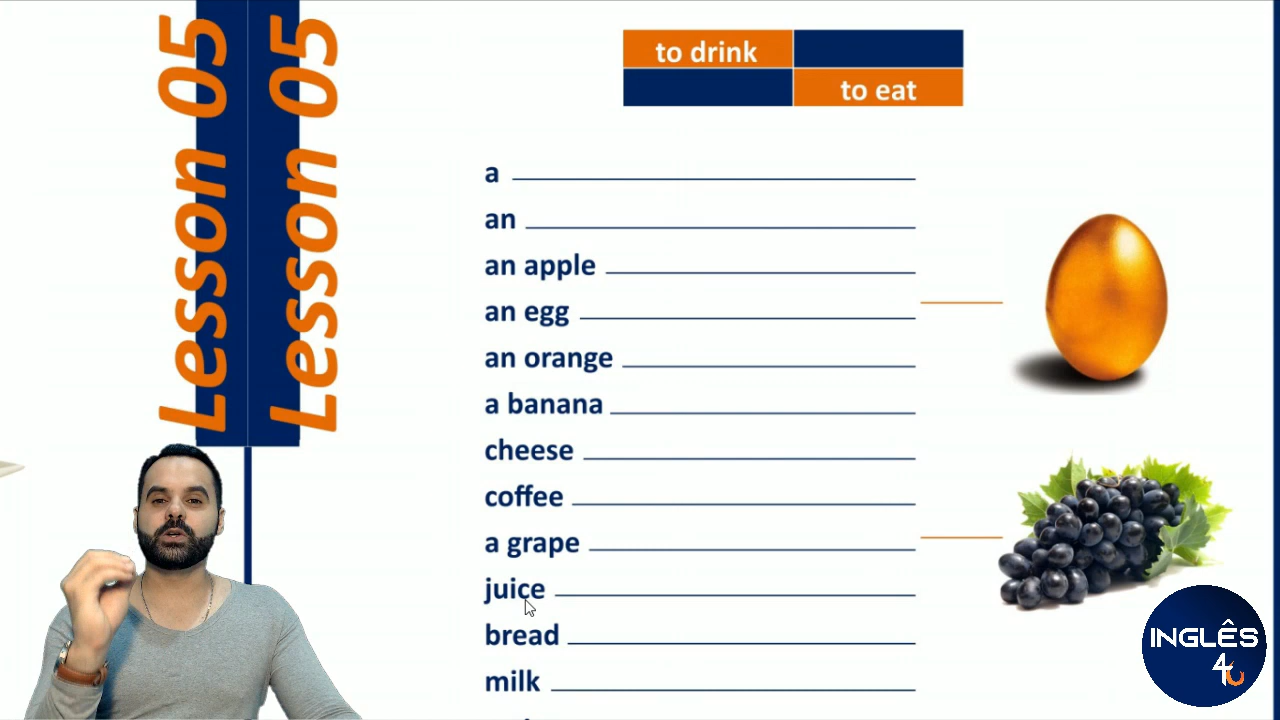 Lesson 05
Lesson 05
to drink
to eat
a
an
an apple
an egg
an orange
a banana
cheese
coffee
a grape
juice
bread
milk
INGLÊS
4U